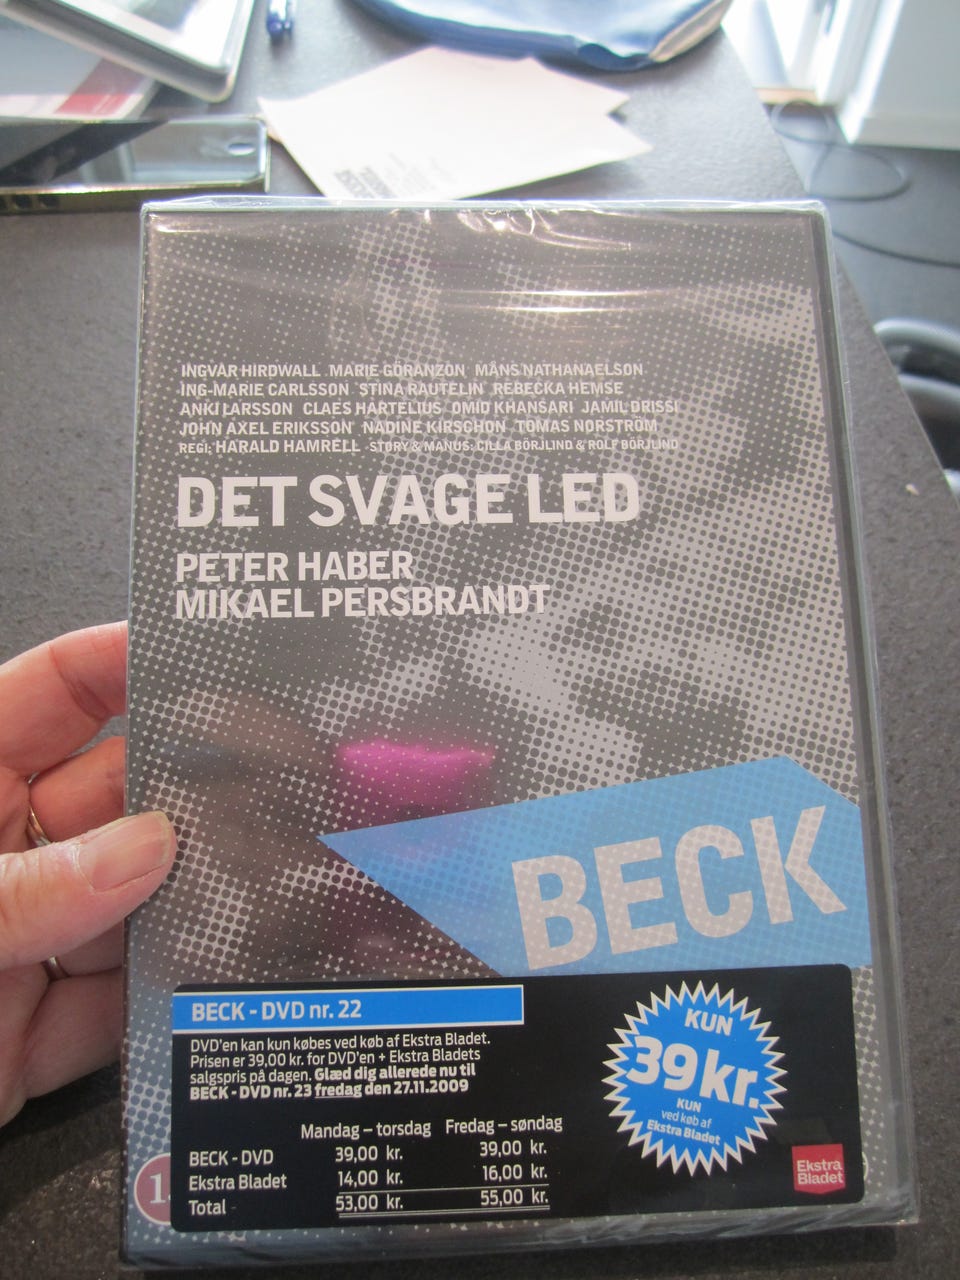 INGVAR HIRDWALL MARIE GÖRANZON MÅNS NATHANAELSON
ING-MARIE CARLSSON STINA RAUTELIN REBECKA HEMSE
ANKI LARSSON CLAES HARTELIUS OMID KHANSARI JAMIL DRISSI
JOHN AXEL ERIKSSON NADINE KIRSCHON TOMAS NORSTRÖM
REGI: HARALD HAMRELL STORY & MANUS: CILLA BÖRJLIND & ROLF BÖRJLIND
DET SVAGE LED
PETER HABER
MIKAEL PERSBRANDT
BECK
BECK - DVD nr. 22
DVD'en kan kun købes ved køb af Ekstra Bladet.
Prisen er 39,00 kr. for DVD'en + Ekstra Bladets
salgspris på dagen. Glæd dig allerede nu til
BECK - DVD nr. 23 fredag den 27.11.2009
Mandag – torsdag Fredag – søndag
BECK - DVD 39,00 kr. 39,00 kr.
Ekstra Bladet 14,00 kr. 16,00 kr.
Total 53,00 kr. 55,00 kr.
KUN
39 kr.
KUN
ved køb af
Ekstra Bladet
Ekstra
Bladet